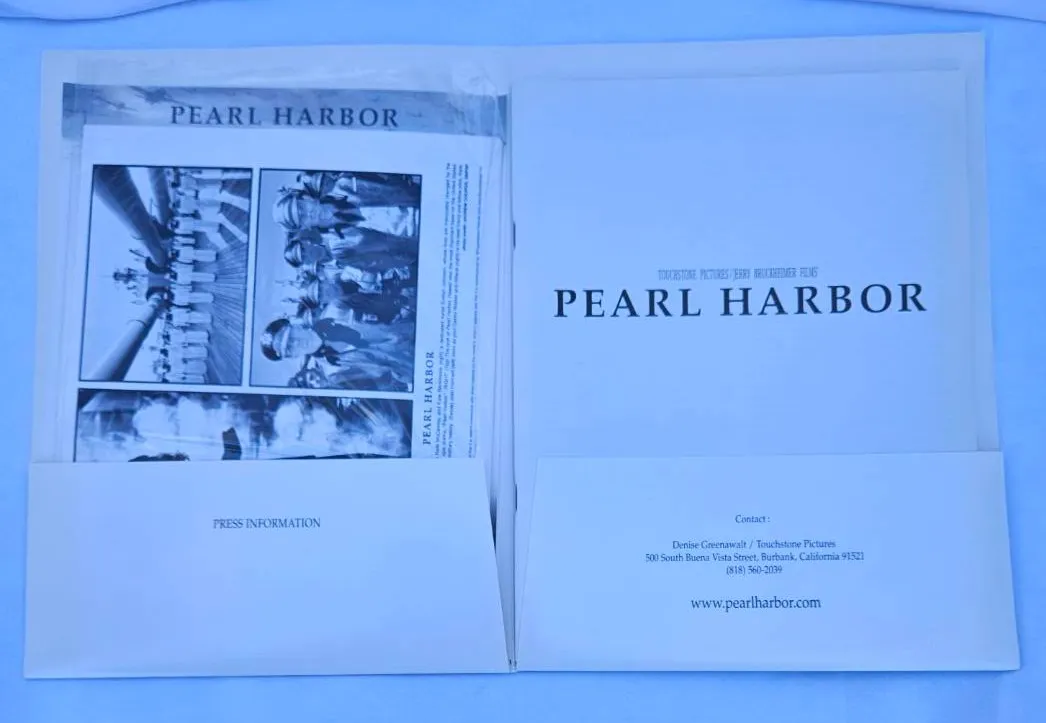 PEARL HARBOR
PEARL HARBOR
PRESS INFORMATION
TOUCHSTONE PICTURES/JERRY BRUCKHEIMER FILMS
PEARL HARBOR
Contact :
Denise Greenawalt / Touchstone Pictures
500 South Buena Vista Street, Burbank, California 91521
(818) 560-2039
www.pearlharbor.com